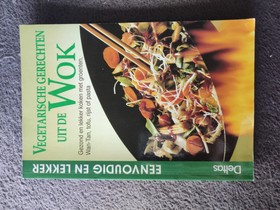 VEGETARISCHE GERECHTEN
UIT DE WOK
Gezond en lekker koken met groenten,
Wan-Tan, tofu, rijst of pasta
EENVOUDIG EN LEKKER
Deltas